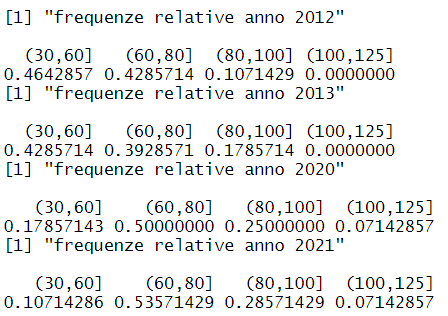 [1] "frequenze relative anno 2012"
(30,60] (60,80] (80,100] (100,125]
0.4642857 0.4285714 0.1071429 0.0000000
[1] "frequenze relative anno 2013"
(30,60] (60,80] (80,100] (100,125]
0.4285714 0.3928571 0.1785714 0.0000000
[1] "frequenze relative anno 2020"
(30,60] (60,80] (80,100] (100,125]
0.17857143 0.50000000 0.25000000 0.07142857
[1] "frequenze relative anno 2021"
(30,60] (60,80] (80,100] (100,125]
0.10714286 0.53571429 0.28571429 0.07142857